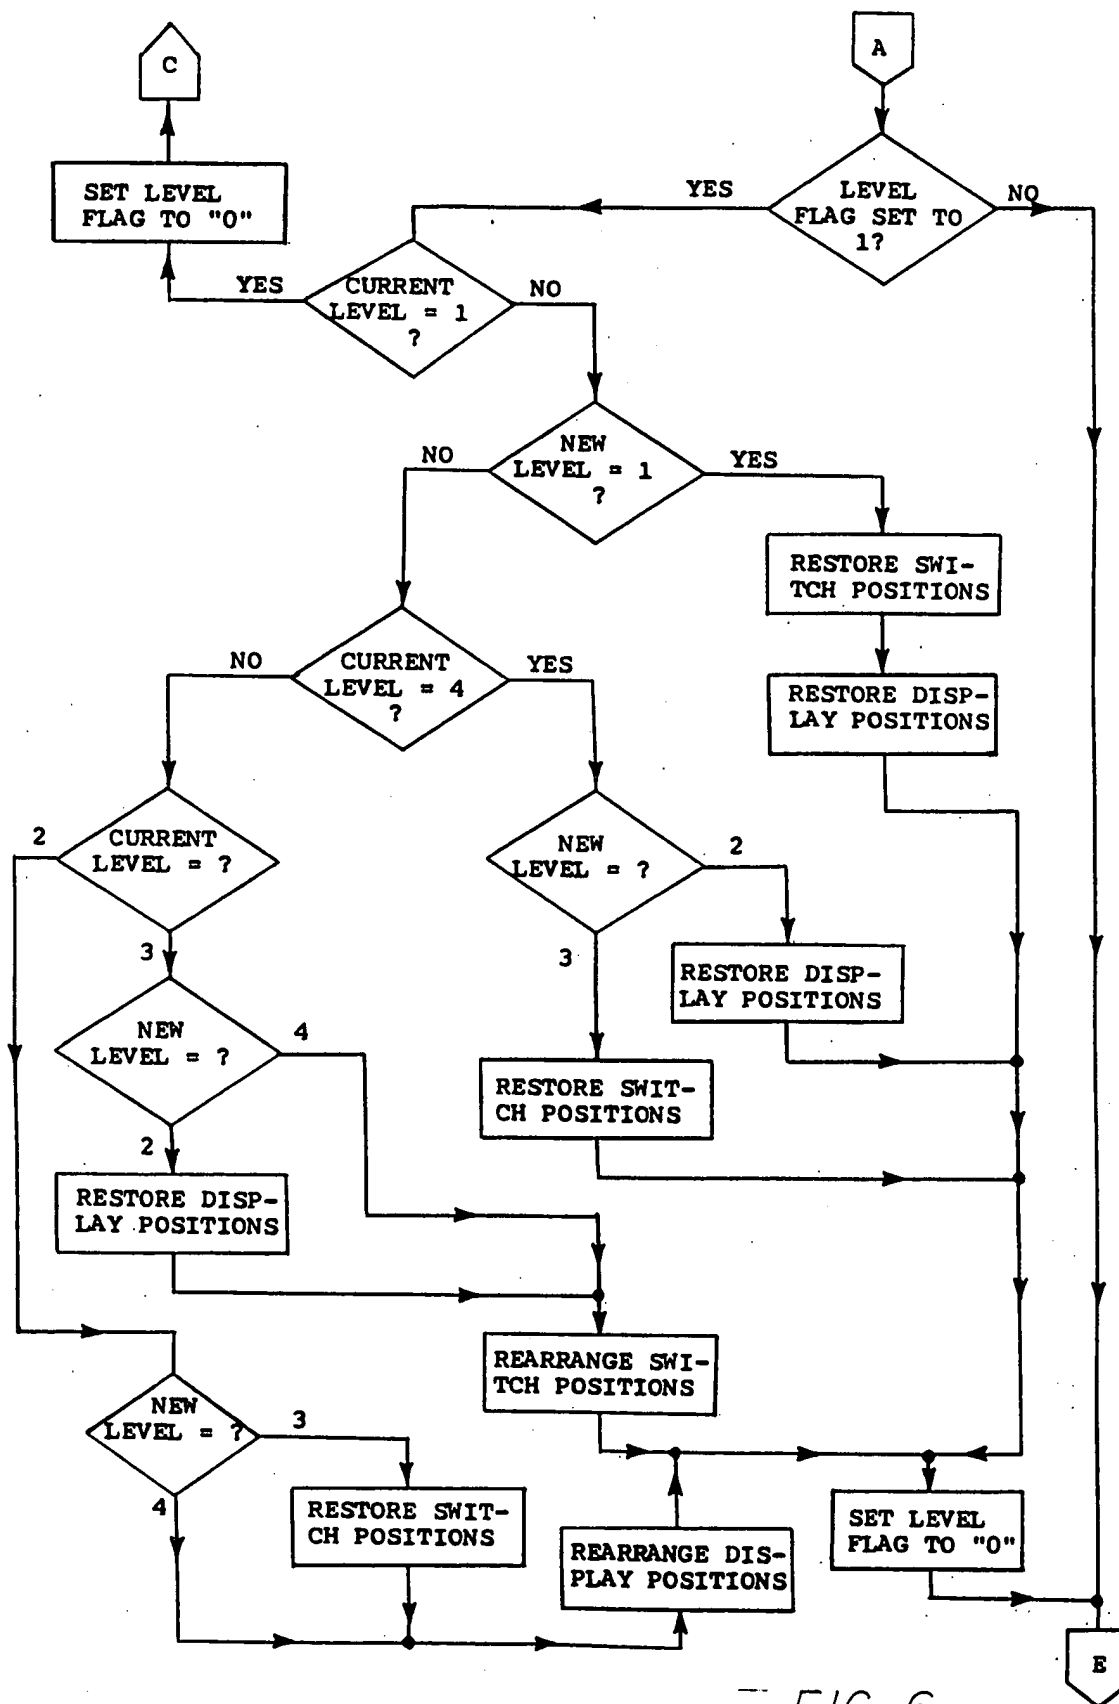 C
A
SET LEVEL
FLAG TO "0"
YES
LEVEL
FLAG SET TO
1?
NO
YES
CURRENT
LEVEL = 1
?
NO
NEW
LEVEL = 1
?
NO
YES
RESTORE SWI-
TCH POSITIONS
NO
CURRENT
LEVEL = 4
?
YES
RESTORE DISP-
LAY POSITIONS
2
CURRENT
LEVEL = ?
NEW
LEVEL = ?
2
3
3
RESTORE DISP-
LAY POSITIONS
NEW
LEVEL = ?
4
RESTORE SWIT-
CH POSITIONS
2
RESTORE DISP-
LAY POSITIONS
REARRANGE SWI-
TCH POSITIONS
NEW
LEVEL = ?
3
4
RESTORE SWIT-
CH POSITIONS
REARRANGE DIS-
PLAY POSITIONS
SET LEVEL
FLAG TO "0"
E